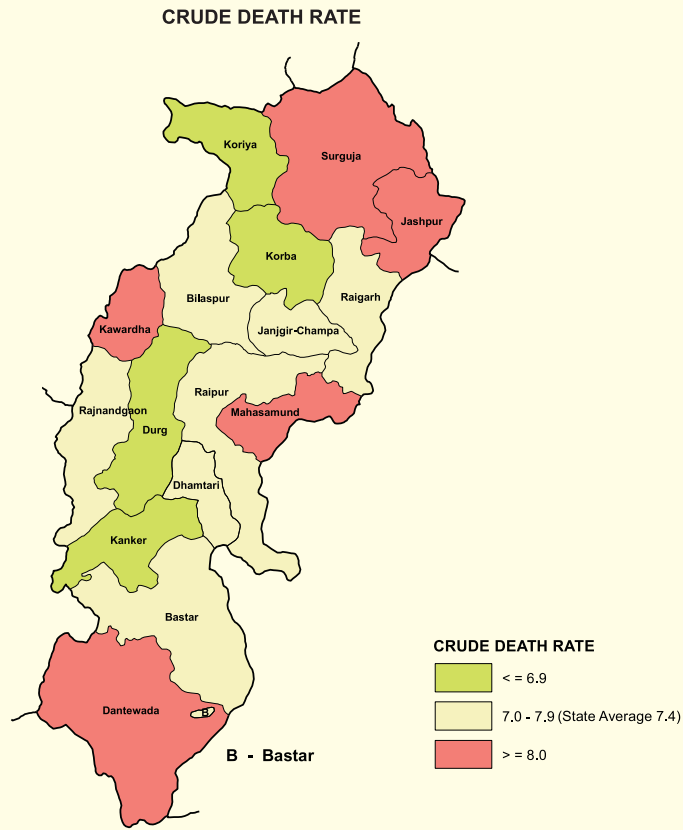 CRUDE DEATH RATE
Koriya
Surguja
Jashpur
Korba
Bilaspur
Raigarh
Janjgir-Champa
Kawardha
Raipur
Rajnandgaon
Mahasamund
Durg
Dhamtari
Kanker
Bastar
Dantewada
B
B - Bastar
CRUDE DEATH RATE
< = 6.9
7.0 - 7.9 (State Average 7.4)
> = 8.0